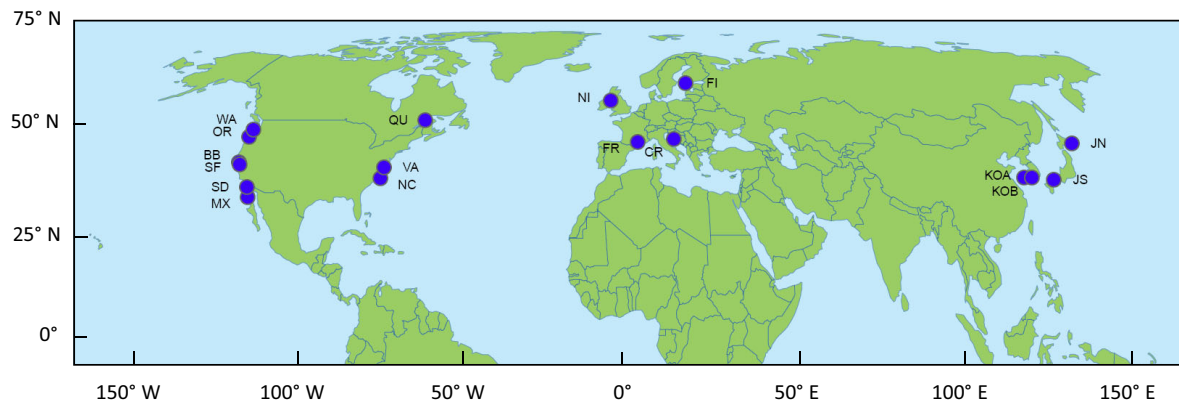 75° N
50° N
25° N
0°
WA
OR
BB
SF
SD
MX
QU
VA
NC
NI
FI
FR
CR
KOA
KOB
JN
JS
150° W
100° W
50° W
0°
50° E
100° E
150° E